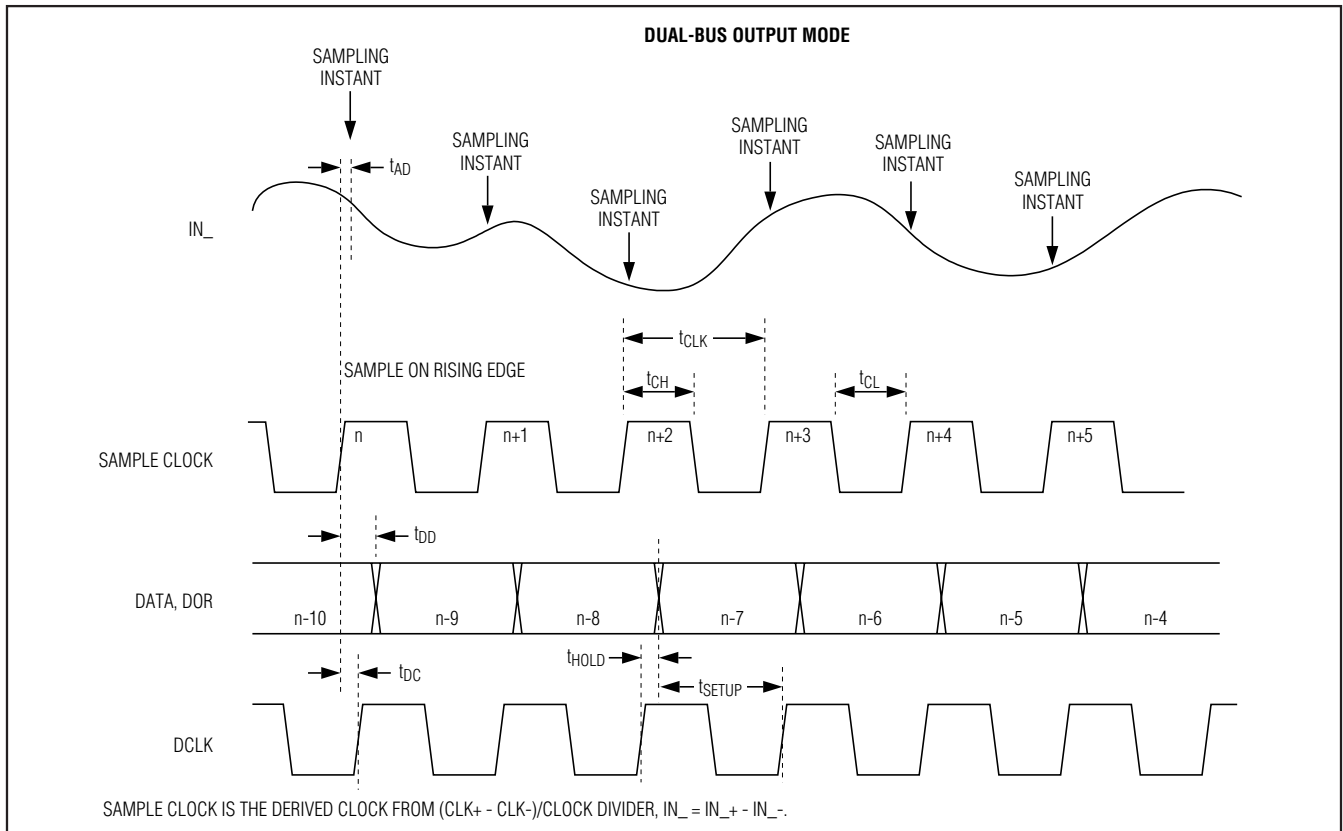 DUAL-BUS OUTPUT MODE
SAMPLING
INSTANT
SAMPLING
INSTANT
SAMPLING
INSTANT
SAMPLING
INSTANT
SAMPLING
INSTANT
SAMPLING
INSTANT
tAD
IN_
tCLK
SAMPLE ON RISING EDGE
tCH
tCL
SAMPLE CLOCK
n
n+1
n+2
n+3
n+4
n+5
tDD
DATA, DOR
n-10
n-9
n-8
n-7
n-6
n-5
n-4
tDC
tHOLD
tSETUP
DCLK
SAMPLE CLOCK IS THE DERIVED CLOCK FROM (CLK+ - CLK-)/CLOCK DIVIDER, IN_ = IN_+ - IN_-.